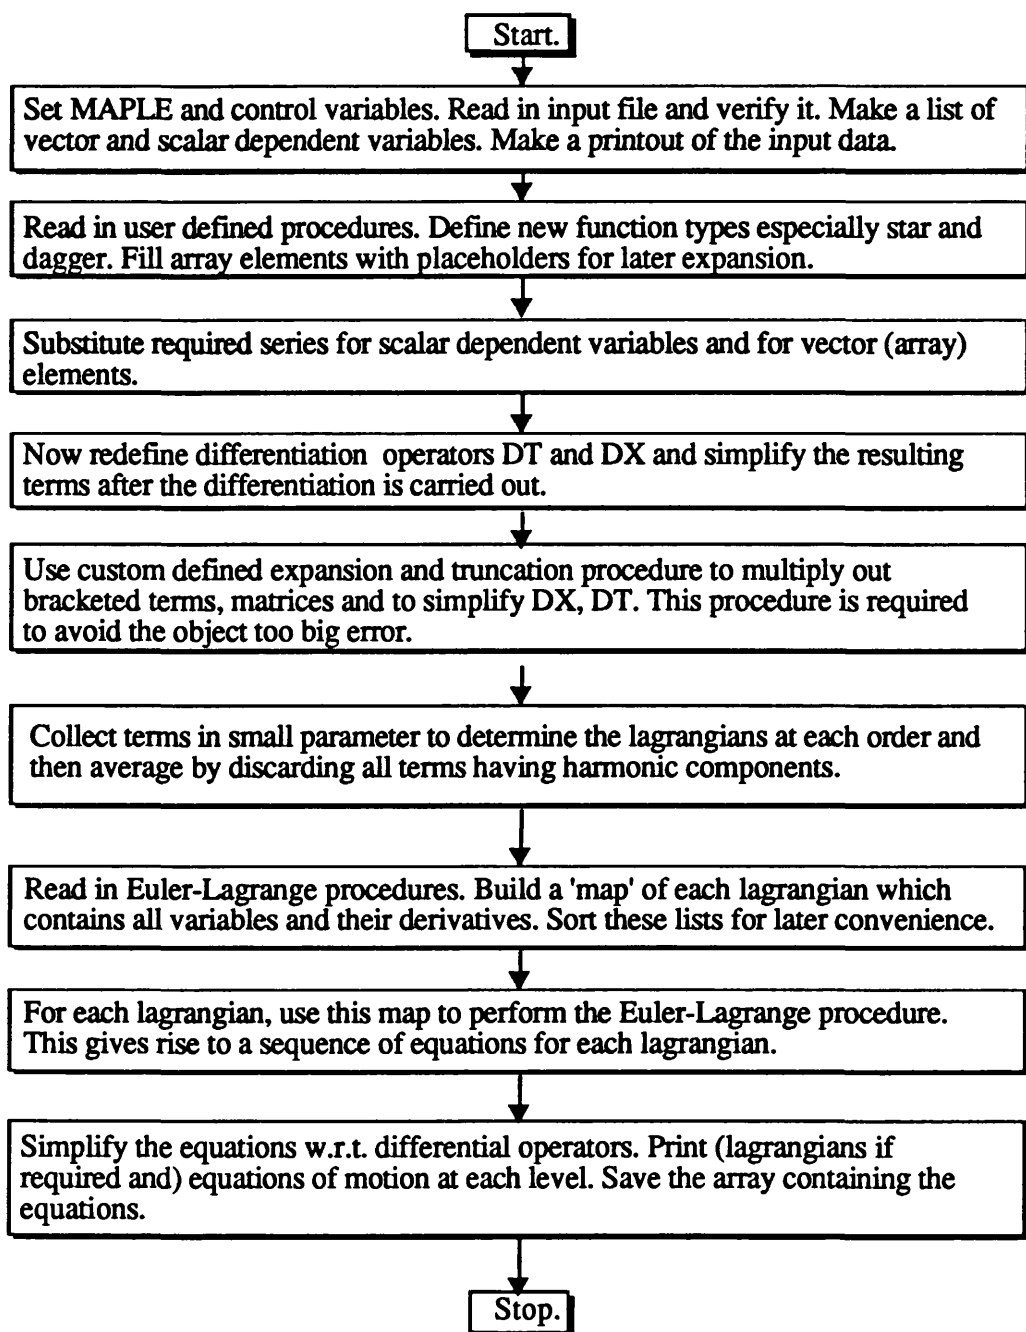 Start.
Set MAPLE and control variables. Read in input file and verify it. Make a list of
vector and scalar dependent variables. Make a printout of the input data.
Read in user defined procedures. Define new function types especially star and
dagger. Fill array elements with placeholders for later expansion.
Substitute required series for scalar dependent variables and for vector (array)
elements.
Now redefine differentiation operators DT and DX and simplify the resulting
terms after the differentiation is carried out.
Use custom defined expansion and truncation procedure to multiply out
bracketed terms, matrices and to simplify DX, DT. This procedure is required
to avoid the object too big error.
Collect terms in small parameter to determine the lagrangians at each order and
then average by discarding all terms having harmonic components.
Read in Euler-Lagrange procedures. Build a 'map' of each lagrangian which
contains all variables and their derivatives. Sort these lists for later convenience.
For each lagrangian, use this map to perform the Euler-Lagrange procedure.
This gives rise to a sequence of equations for each lagrangian.
Simplify the equations w.r.t. differential operators. Print (lagrangians if
required and) equations of motion at each level. Save the array containing the
equations.
Stop.